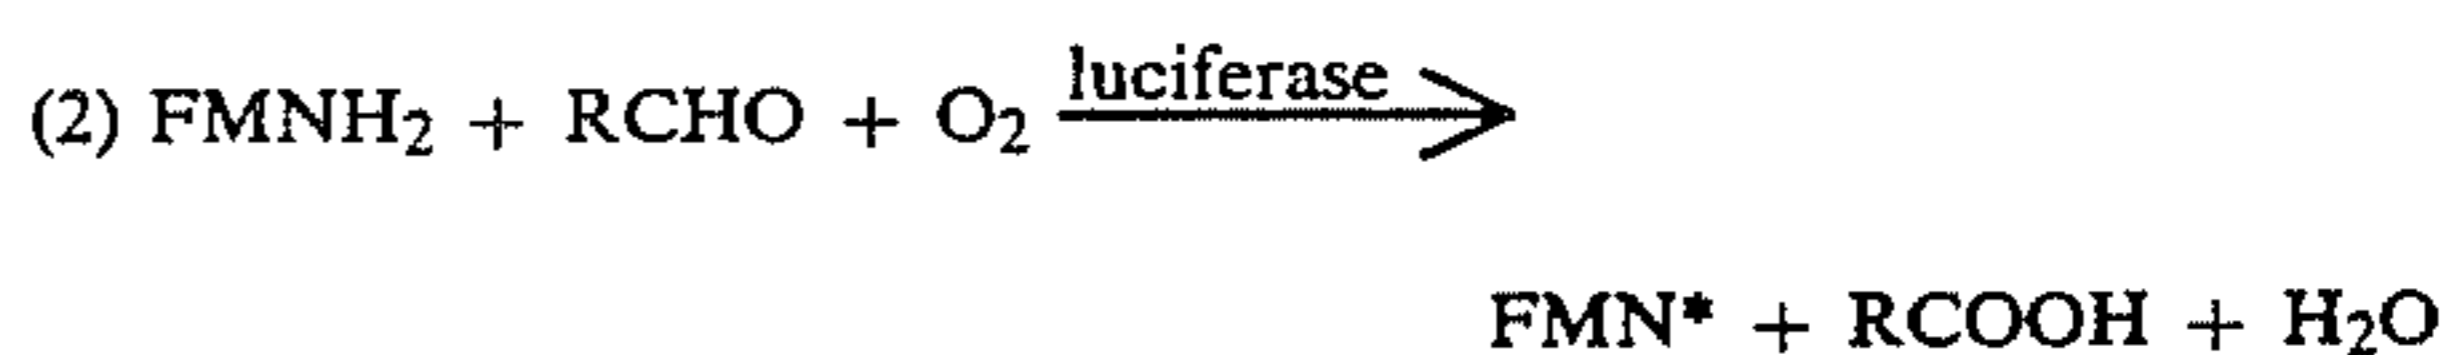 luciferase
(2) FMNH₂ + RCHO + O₂ ⟶
FMN* + RCOOH + H₂O